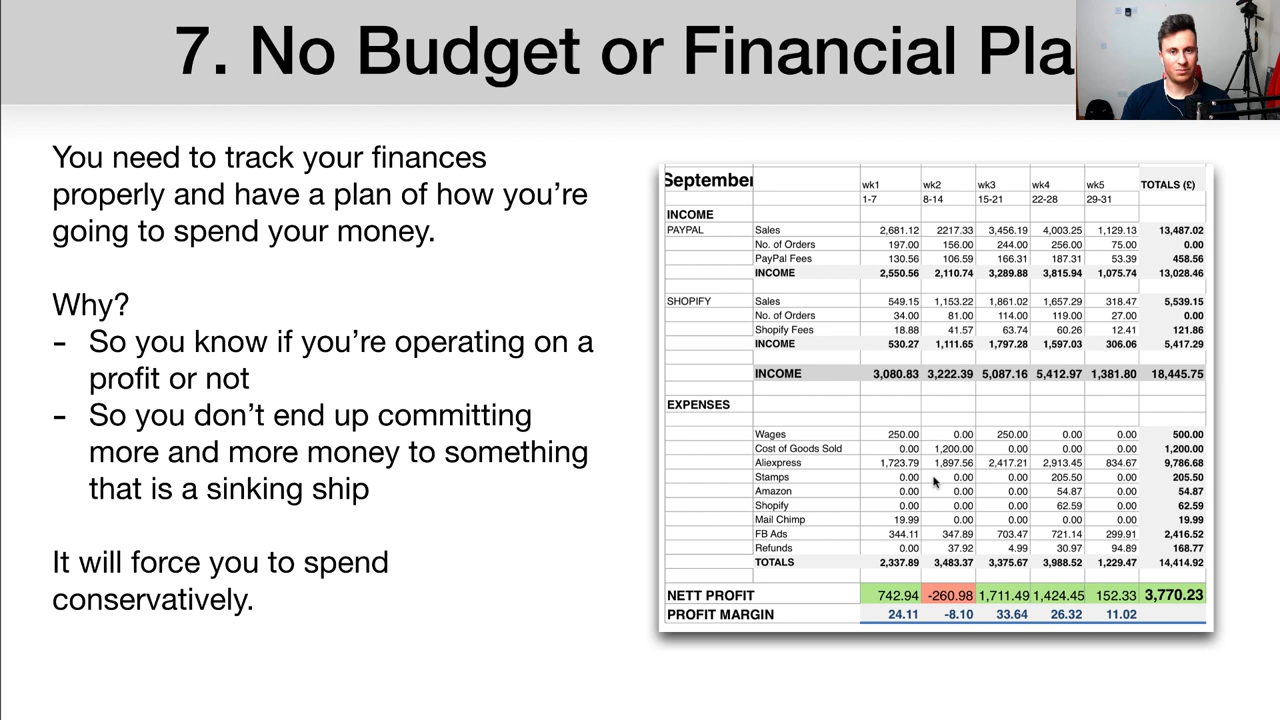 7. No Budget or Financial Pla
You need to track your finances
properly and have a plan of how you’re
going to spend your money.
Why?
- So you know if you’re operating on a
profit or not
- So you don’t end up committing
more and more money to something
that is a sinking ship
It will force you to spend
conservatively.
September wk1 wk2 wk3 wk4 wk5 TOTALS (£)
1-7 8-14 15-21 22-28 29-31
INCOME
PAYPAL Sales 2,681.12 2217.33 3,456.19 4,003.25 1,129.13 13,487.02
No. of Orders 197.00 156.00 244.00 256.00 75.00 0.00
PayPal Fees 130.56 106.59 166.31 187.31 53.39 458.56
INCOME 2,550.56 2,110.74 3,289.88 3,815.94 1,075.74 13,028.46
SHOPIFY Sales 549.15 1,153.22 1,861.02 1,657.29 318.47 5,539.15
No. of Orders 34.00 81.00 114.00 119.00 27.00 0.00
Shopify Fees 18.88 41.57 63.74 60.26 12.41 121.86
INCOME 530.27 1,111.65 1,797.28 1,597.03 306.06 5,417.29
INCOME 3,080.83 3,222.39 5,087.16 5,412.97 1,381.80 18,445.75
EXPENSES
Wages 250.00 0.00 250.00 0.00 0.00 500.00
Cost of Goods Sold 0.00 1,200.00 0.00 0.00 0.00 1,200.00
Aliexpress 1,723.79 1,897.56 2,417.21 2,913.45 834.67 9,786.68
Stamps 0.00 0.00 0.00 205.50 0.00 205.50
Amazon 0.00 0.00 0.00 54.87 0.00 54.87
Shopify 0.00 0.00 0.00 62.59 0.00 62.59
Mail Chimp 19.99 0.00 0.00 0.00 0.00 19.99
FB Ads 344.11 347.89 703.47 721.14 299.91 2,416.52
Refunds 0.00 37.92 4.99 30.97 94.89 168.77
TOTALS 2,337.89 3,483.37 3,375.67 3,988.52 1,229.47 14,414.92
NETT PROFIT 742.94 -260.98 1,711.49 1,424.45 152.33 3,770.23
PROFIT MARGIN 24.11 -8.10 33.64 26.32 11.02